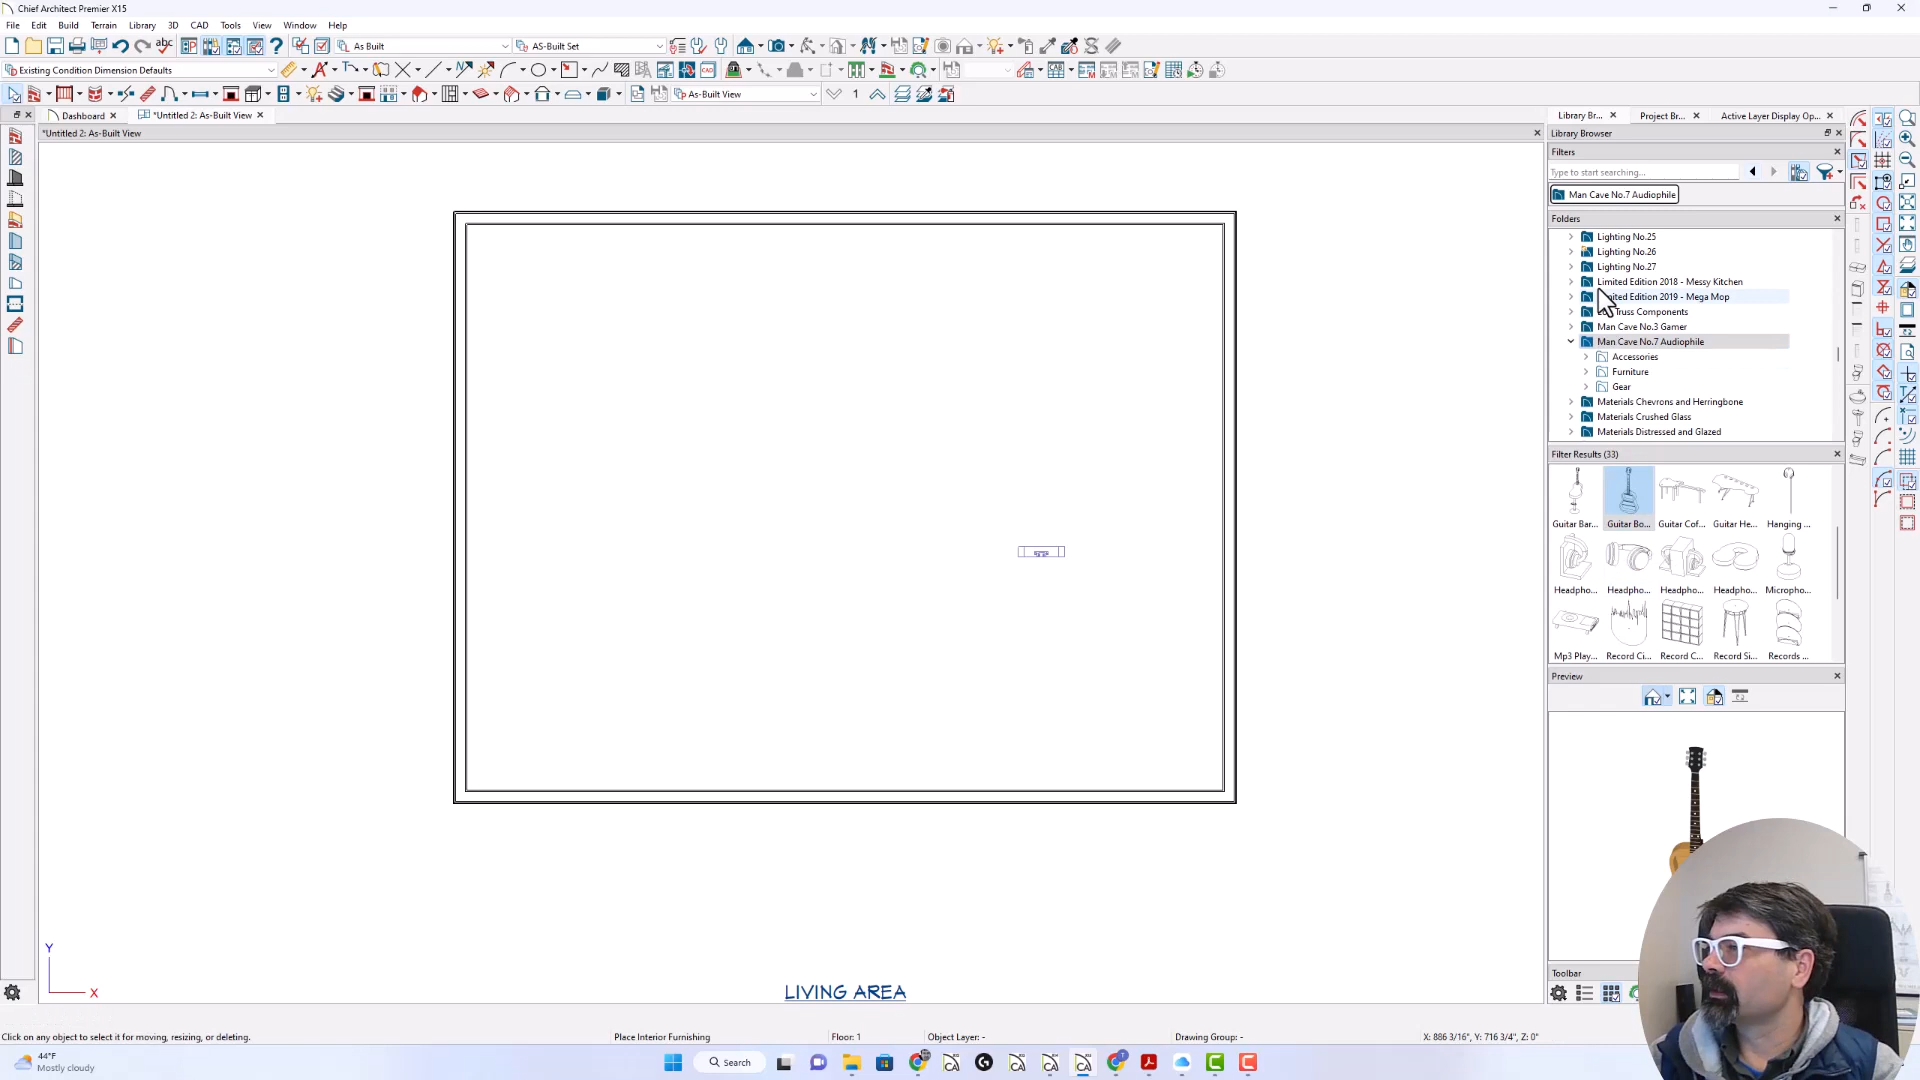 Chief Architect Premier X15
File Edit Build Terrain Library 3D CAD Tools View Window Help
As Built
AS-Built Set
Existing Condition Dimension Defaults
As-Built View
1
Dashboard
*Untitled 2: As-Built View
*Untitled 2: As-Built View
Library Br...
Project Br...
Active Layer Display Op...
Library Browser
Filters
Type to start searching...
Man Cave No.7 Audiophile
Folders
Lighting No.25
Lighting No.26
Lighting No.27
Limited Edition 2018 - Messy Kitchen
Edition 2019 - Mega Mop
Truss Components
Man Cave No.3 Gamer
Man Cave No.7 Audiophile
Accessories
Furniture
Gear
Materials Chevrons and Herringbone
Materials Crushed Glass
Materials Distressed and Glazed
Filter Results (33)
Guitar Bar... Guitar Bo... Guitar Cof... Guitar He... Hanging ...
Headpho... Headpho... Headpho... Headpho... Micropho...
Mp3 Play... Record Ci... Record C... Record Si... Records ...
Preview
Toolbar
Y
X
LIVING AREA
Click on any object to select it for moving, resizing, or deleting.
Place Interior Furnishing
Floor: 1
Object Layer: -
Drawing Group: -
X: 886 3/16", Y: 716 3/4", Z: 0"
44°F
Mostly cloudy
Search